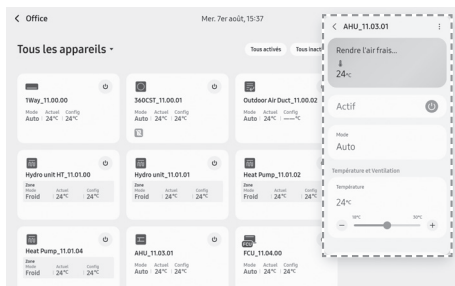 Office
Mer. 7er août, 15:37
Tous les appareils
Tous activés
Tous inacti
1Way_11.00.00
Mode Actuel Config
Auto 24°C 24°C
360CST_11.00.01
Mode Actuel Config
Auto 24°C 24°C
Outdoor Air Duct_11.00.02
Mode Actuel Config
Auto 24°C —°C
Hydro unit HT_11.01.00
Zone
Mode Actuel Config
Froid 24°C 24°C
Hydro unit_11.01.01
Zone
Mode Actuel Config
Froid 24°C 24°C
Heat Pump_11.01.02
Zone
Mode Actuel Config
Froid 24°C 24°C
Heat Pump_11.01.04
Zone
Mode Actuel Config
Froid 24°C 24°C
AHU_11.03.01
Mode Actuel Config
Auto 24°C 24°C
FCU
FCU_11.04.00
Mode Actuel Config
Auto 24°C 24°C
AHU_11.03.01
Rendre l'air frais...
24°C
Actif
Mode
Auto
Température et Ventilation
Température
24°C
16°C 30°C